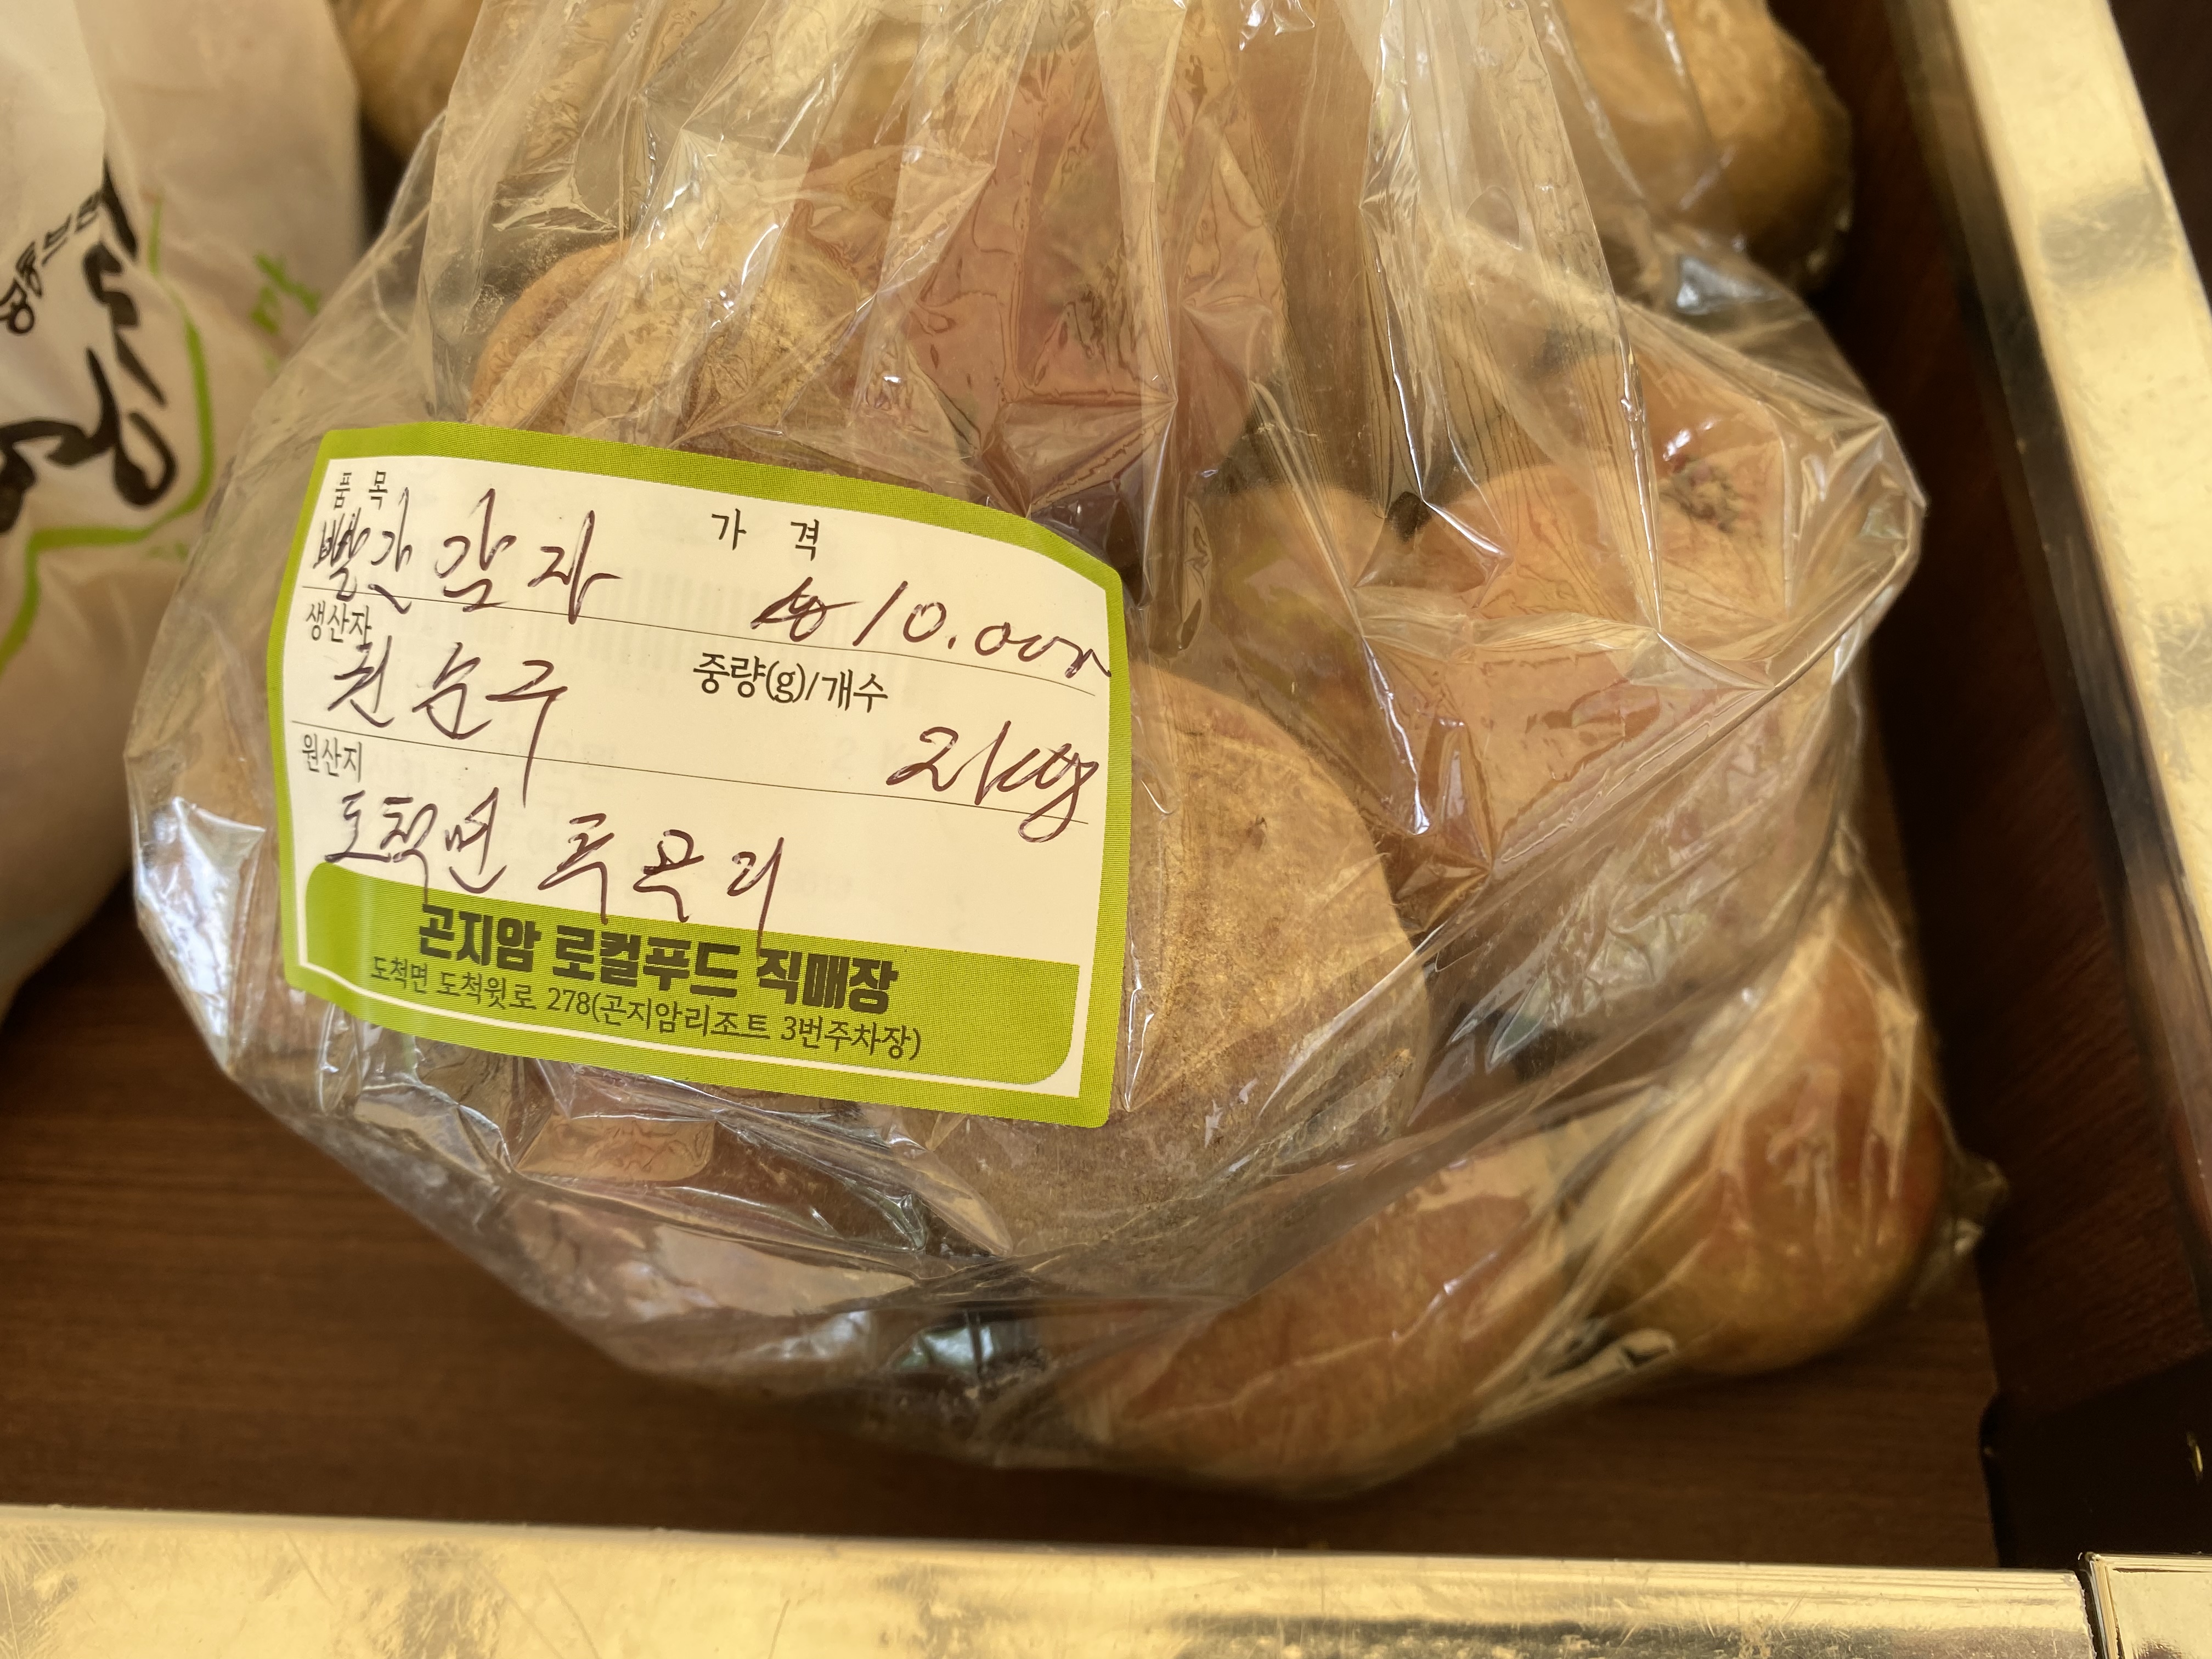 품 목
빨간 감자
가 격
₩10.000
생산자
권순구
중량(g)/개수
2kg
원산지
도척면 추곡리
곤지암 로컬푸드 직매장
도척면 도척윗로 278(곤지암리조트 3번주차장)